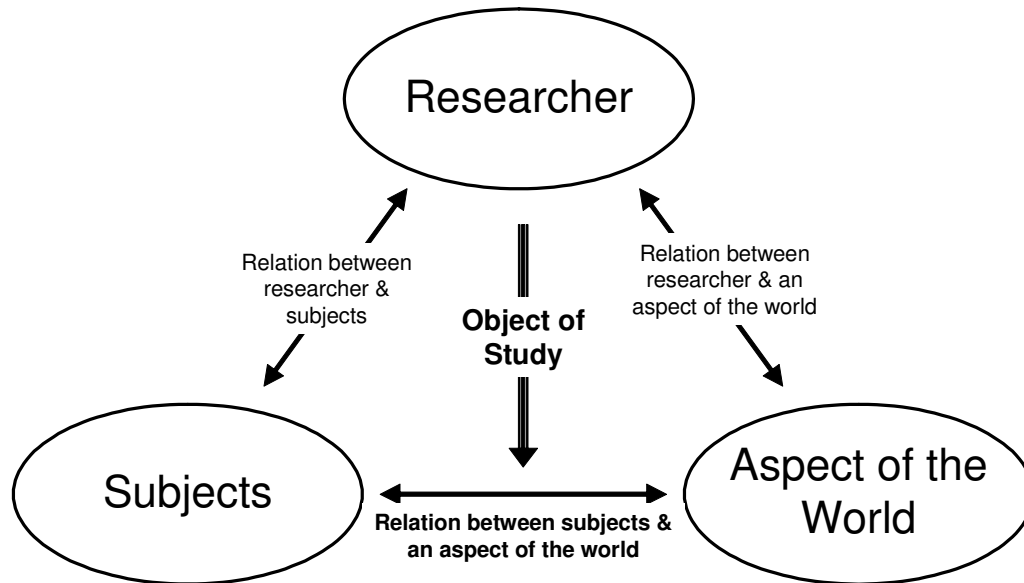 Researcher
Relation between
researcher &
subjects
Relation between
researcher & an
aspect of the world
Object of
Study
Subjects
Aspect of the
World
Relation between subjects &
an aspect of the world